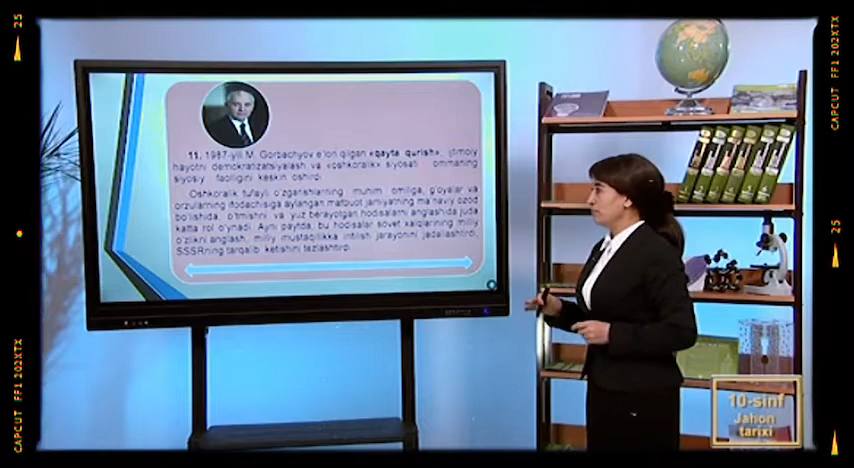 25
CAPCUT FF1 202XTX
11. 1987-yili M. Gorbachyov e'lon qilgan «qayta qurish», ijtimoiy
hayotni demokratizatsiyalash va «oshkoralik» siyosati ommaning
siyosiy faolligini keskin oshirdi.
Oshkoralik tufayli o'zgarishlarning muhim omiliga, g'oyalar va
orzularning ifodachisiga aylangan matbuot jamiyatning ma'naviy ozod
bo'lishida, o'tmishni va yuz berayotgan hodisalarni anglashida juda
katta rol o'ynadi. Ayni paytda, bu hodisalar sovet xalqlarining milliy
o'zlikni anglash, milliy mustaqillikka intilish jarayonini jadallashtirdi,
SSSRning tarqalib ketishini tezlashtirdi.
10-sinf
Jahon
tarixi
CAPCUT FF1 202XTX
25